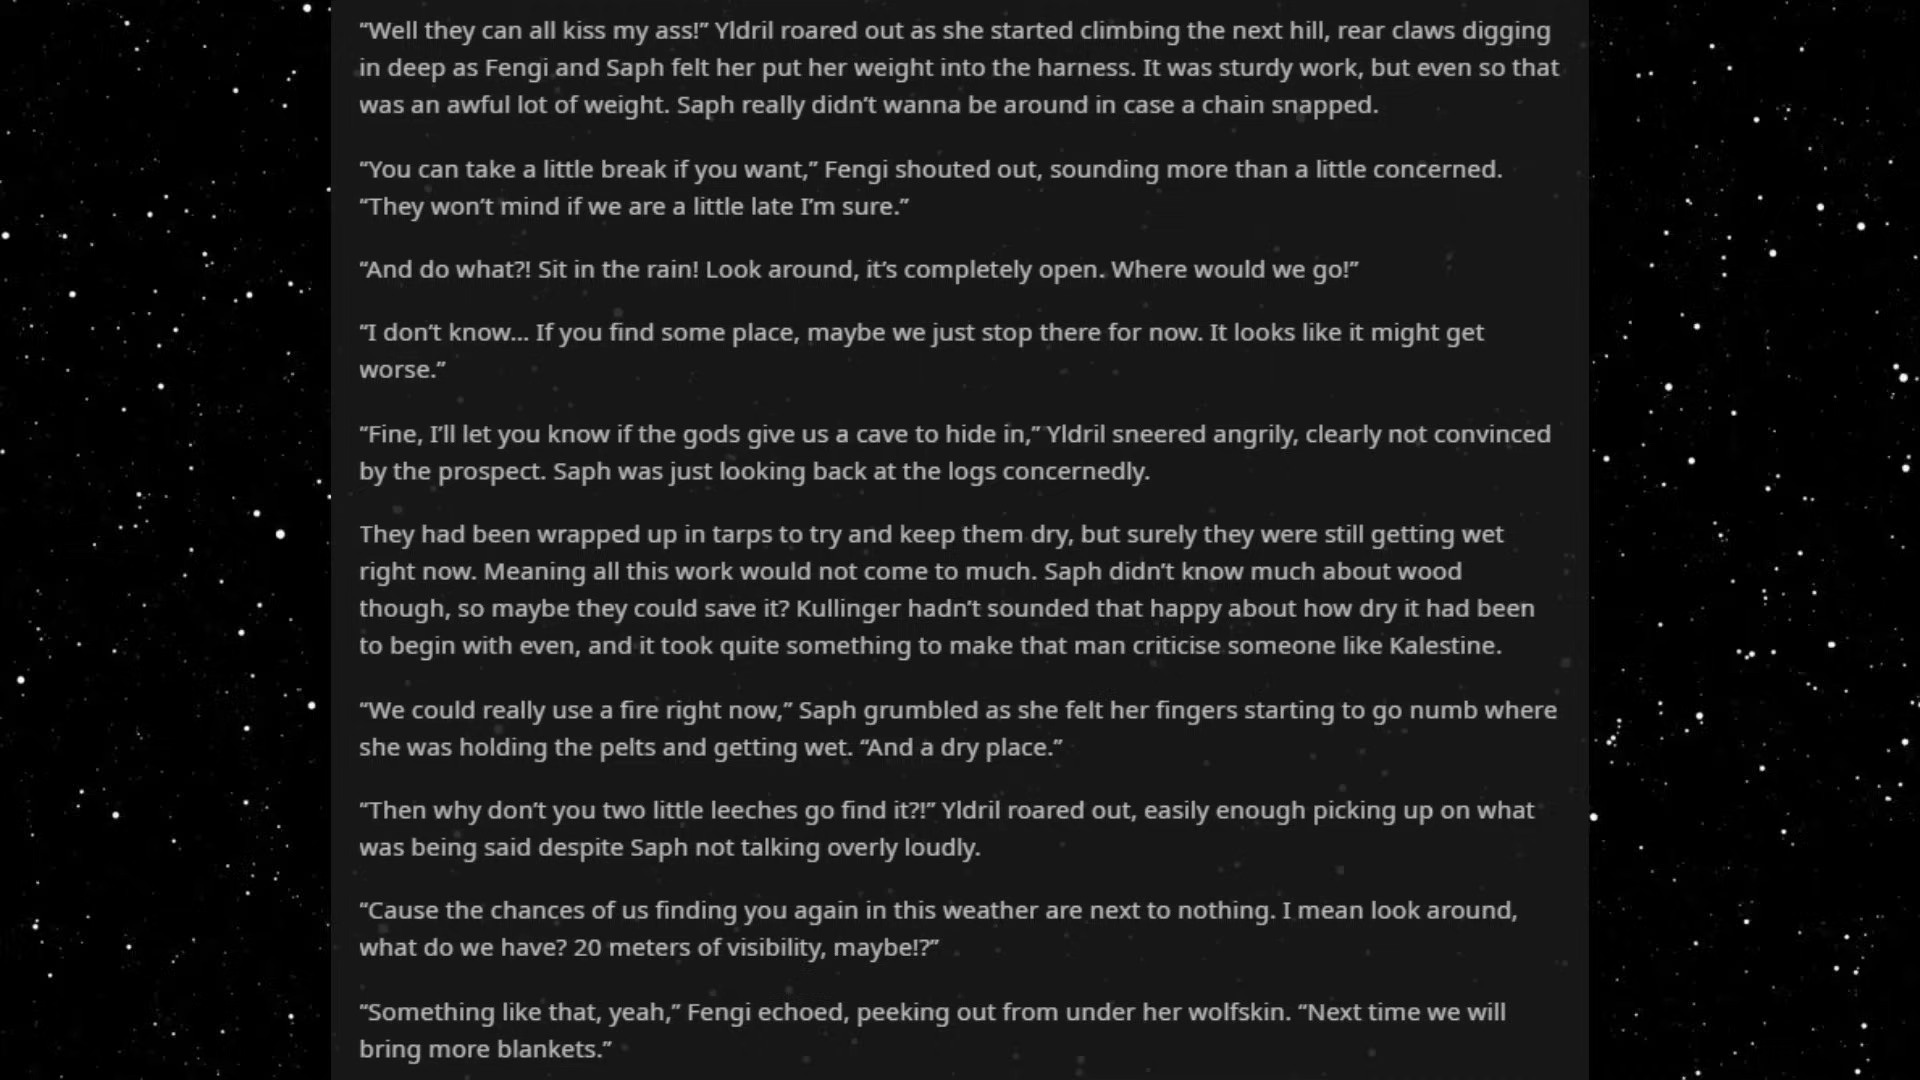 “Well they can all kiss my ass!” Yldril roared out as she started climbing the next hill, rear claws digging
in deep as Fengi and Saph felt her put her weight into the harness. It was sturdy work, but even so that
was an awful lot of weight. Saph really didn’t wanna be around in case a chain snapped.
“You can take a little break if you want,” Fengi shouted out, sounding more than a little concerned.
“They won’t mind if we are a little late I’m sure.”
“And do what?! Sit in the rain! Look around, it’s completely open. Where would we go!”
“I don’t know... If you find some place, maybe we just stop there for now. It looks like it might get
worse.”
“Fine, I’ll let you know if the gods give us a cave to hide in,” Yldril sneered angrily, clearly not convinced
by the prospect. Saph was just looking back at the logs concernedly.
They had been wrapped up in tarps to try and keep them dry, but surely they were still getting wet
right now. Meaning all this work would not come to much. Saph didn’t know much about wood
though, so maybe they could save it? Kullinger hadn’t sounded that happy about how dry it had been
to begin with even, and it took quite something to make that man criticise someone like Kalestine.
“We could really use a fire right now,” Saph grumbled as she felt her fingers starting to go numb where
she was holding the pelts and getting wet. “And a dry place.”
“Then why don’t you two little leeches go find it?!” Yldril roared out, easily enough picking up on what
was being said despite Saph not talking overly loudly.
“Cause the chances of us finding you again in this weather are next to nothing. I mean look around,
what do we have? 20 meters of visibility, maybe!?”
“Something like that, yeah,” Fengi echoed, peeking out from under her wolfskin. “Next time we will
bring more blankets.”